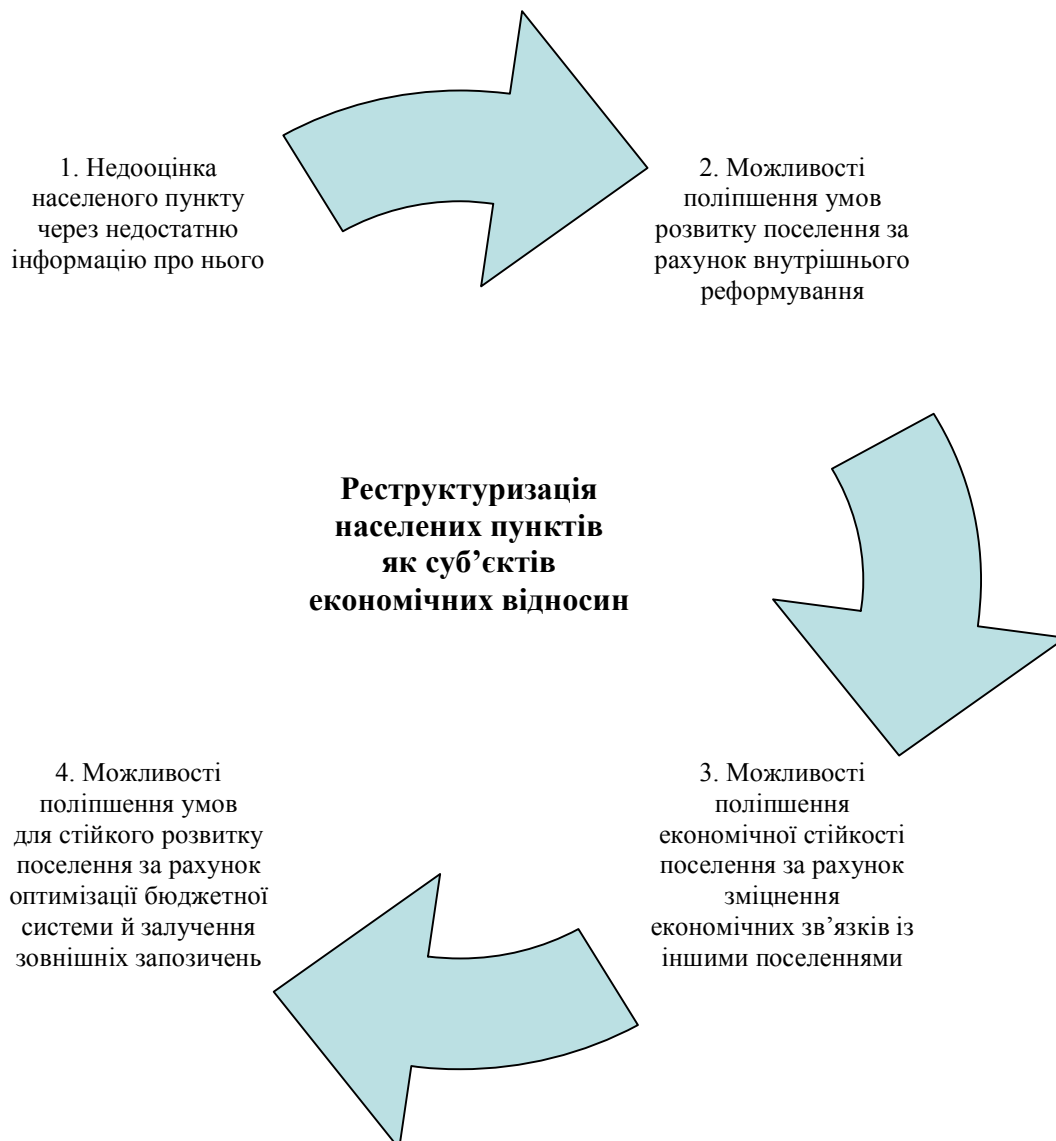 1. Недооцінка
населеного пункту
через недостатню
інформацію про нього
2. Можливості
поліпшення умов
розвитку поселення за
рахунок внутрішнього
реформування
Реструктуризація
населених пунктів
як суб’єктів
економічних відносин
3. Можливості
поліпшення
економічної стійкості
поселення за рахунок
зміцнення
економічних зв’язків із
іншими поселеннями
4. Можливості
поліпшення умов
для стійкого розвитку
поселення за рахунок
оптимізації бюджетної
системи й залучення
зовнішніх запозичень